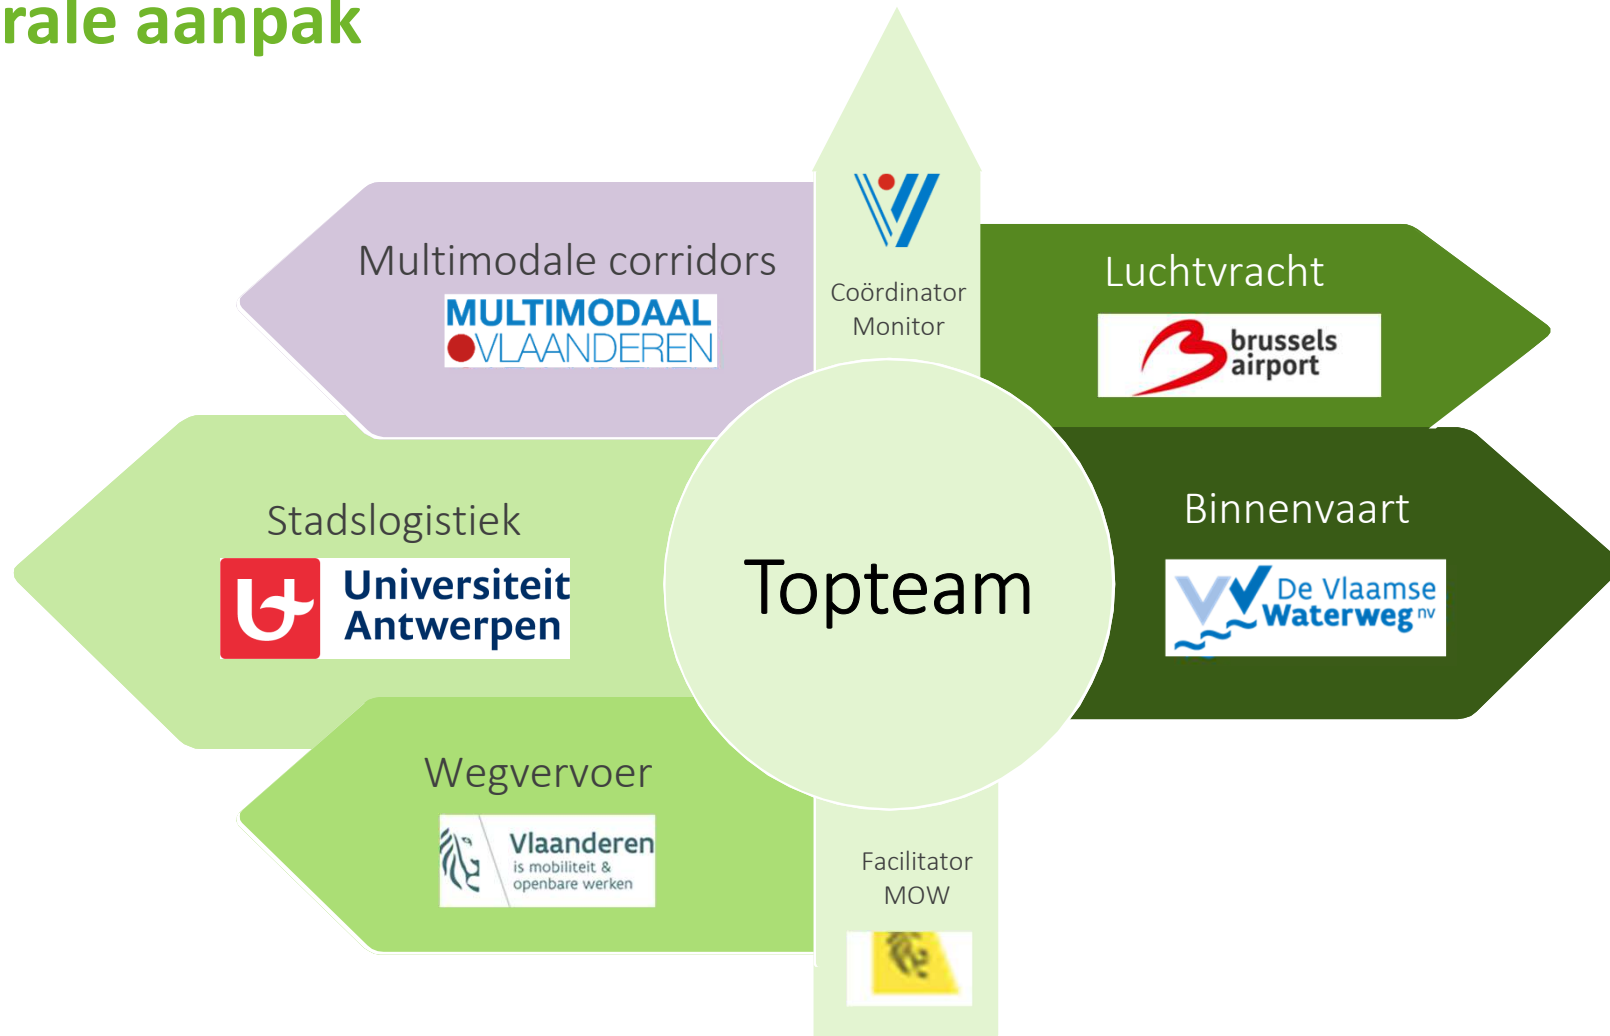 rale aanpak
Multimodale corridors
MULTIMODAAL
VLAANDEREN
Coördinator
Monitor
Luchtvracht
brussels
airport
Stadslogistiek
Universiteit
Antwerpen
Topteam
Binnenvaart
De Vlaamse
Waterweg nv
Wegvervoer
Vlaanderen
is mobiliteit &
openbare werken
Facilitator
MOW